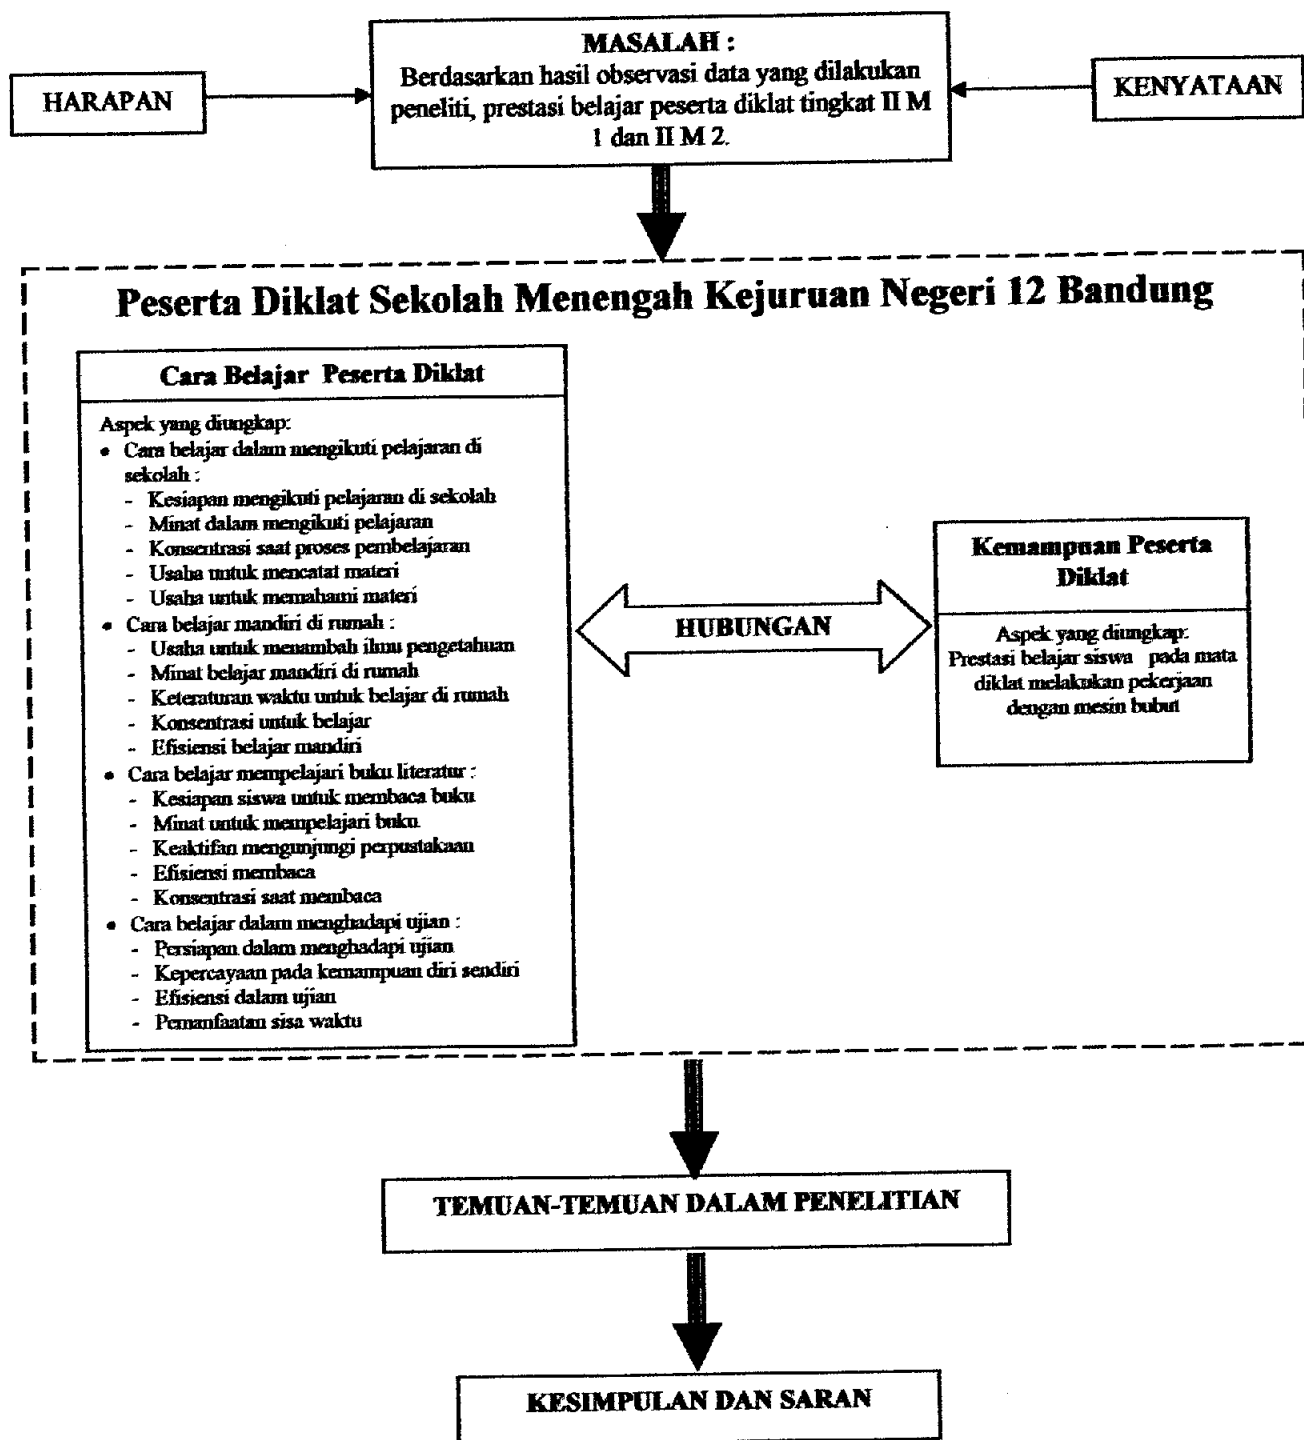 MASALAH :
Berdasarkan hasil observasi data yang dilakukan
peneliti, prestasi belajar peserta diklat tingkat II M
1 dan II M 2.
HARAPAN
KENYATAAN
Peserta Diklat Sekolah Menengah Kejuruan Negeri 12 Bandung
Cara Belajar Peserta Diklat
Aspek yang diungkap:
• Cara belajar dalam mengikuti pelajaran di
sekolah :
- Kesiapan mengikuti pelajaran di sekolah
- Minat dalam mengikuti pelajaran
- Konsentrasi saat proses pembelajaran
- Usaha untuk mencatat materi
- Usaha untuk memahami materi
• Cara belajar mandiri di rumah :
- Usaha untuk menambah ilmu pengetahuan
- Minat belajar mandiri di rumah
- Keteraturan waktu untuk belajar di rumah
- Konsentrasi untuk belajar
- Efisiensi belajar mandiri
• Cara belajar mempelajari buku literatur :
- Kesiapan siswa untuk membaca buku
- Minat untuk mempelajari buku
- Keaktifan mengunjungi perpustakaan
- Efisiensi membaca
- Konsentrasi saat membaca
• Cara belajar dalam menghadapi ujian :
- Persiapan dalam menghadapi ujian
- Kepercayaan pada kemampuan diri sendiri
- Efisiensi dalam ujian
- Pemanfaatan sisa waktu
HUBUNGAN
Kemampuan Peserta
Diklat
Aspek yang diungkap:
Prestasi belajar siswa pada mata
diklat melakukan pekerjaan
dengan mesin bubut
TEMUAN-TEMUAN DALAM PENELITIAN
KESIMPULAN DAN SARAN